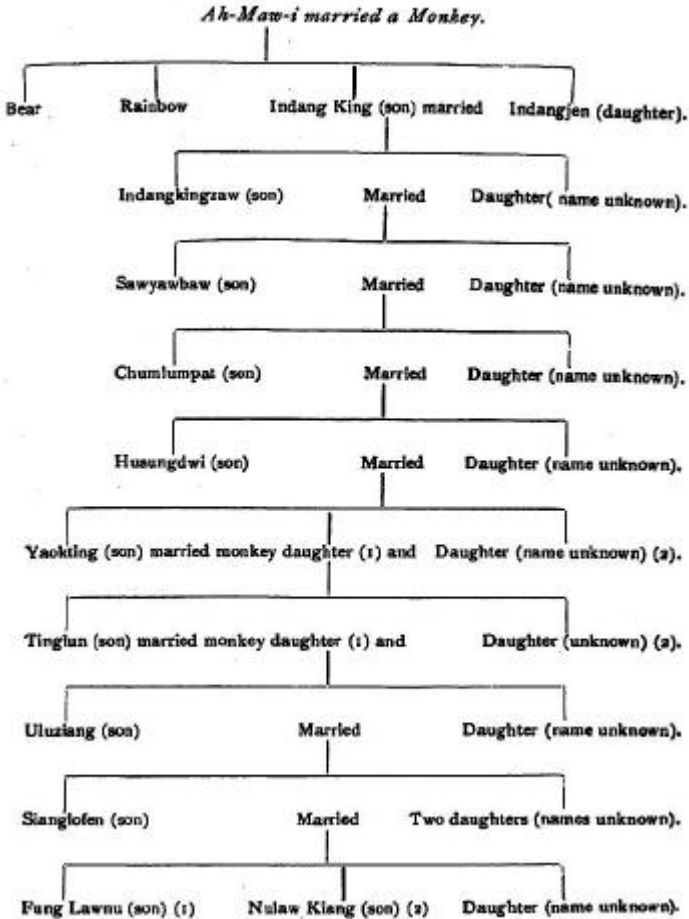 Ah-Maw-i married a Monkey.
Bear Rainbow Indang King (son) married Indangjen (daughter).
Indangkingzaw (son) Married Daughter( name unknown).
Sawyawbaw (son) Married Daughter (name unknown).
Chumlumpat (son) Married Daughter (name unknown).
Husungdwi (son) Married Daughter (name unknown).
Yaokting (son) married monkey daughter (1) and Daughter (name unknown) (2).
Tinglun (son) married monkey daughter (1) and Daughter (unknown) (2).
Uluziang (son) Married Daughter (name unknown).
Sianglofen (son) Married Two daughters (names unknown).
Fung Lawnu (son) (1) Nulaw Kiang (son) (2) Daughter (name unknown).